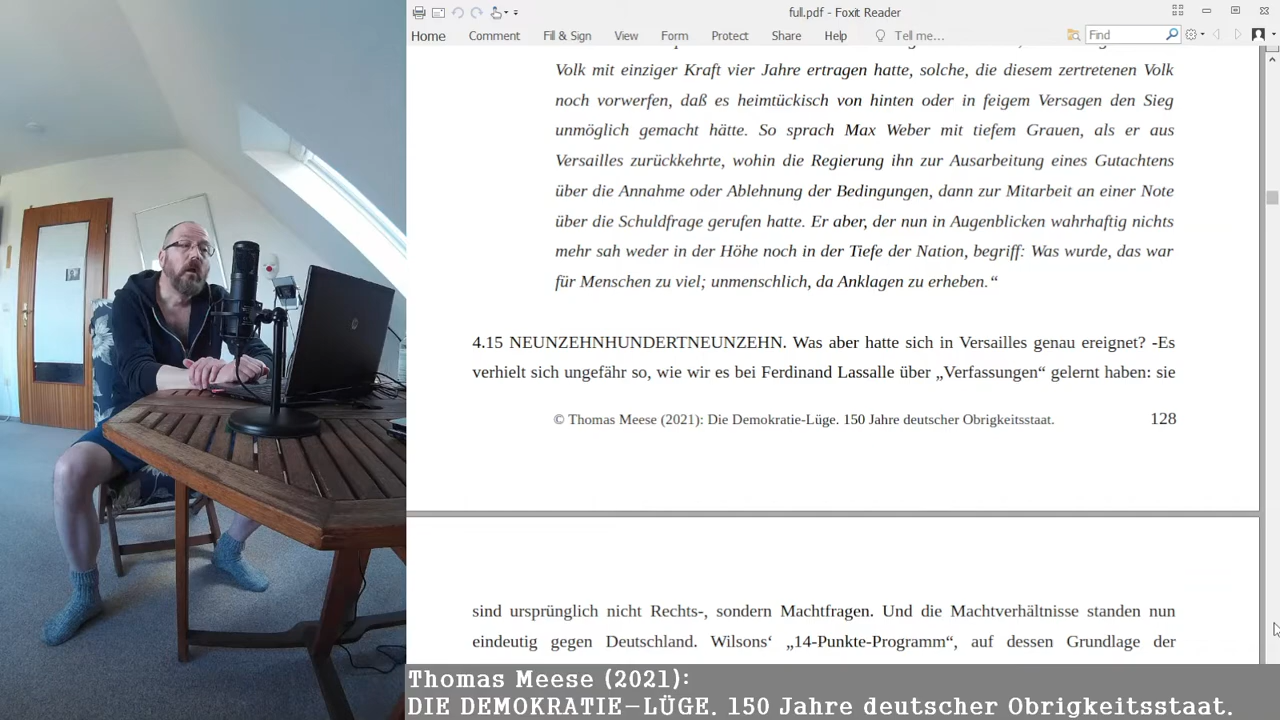 full.pdf - Foxit Reader
Home Comment Fill & Sign View Form Protect Share Help Tell me... Find
Volk mit einziger Kraft vier Jahre ertragen hatte, solche, die diesem zertretenen Volk
noch vorwerfen, daß es heimtückisch von hinten oder in feigem Versagen den Sieg
unmöglich gemacht hätte. So sprach Max Weber mit tiefem Grauen, als er aus
Versailles zurückkehrte, wohin die Regierung ihn zur Ausarbeitung eines Gutachtens
über die Annahme oder Ablehnung der Bedingungen, dann zur Mitarbeit an einer Note
über die Schuldfrage gerufen hatte. Er aber, der nun in Augenblicken wahrhaftig nichts
mehr sah weder in der Höhe noch in der Tiefe der Nation, begriff: Was wurde, das war
für Menschen zu viel; unmenschlich, da Anklagen zu erheben.“
4.15 NEUNZEHNHUNDERTNEUNZEHN. Was aber hatte sich in Versailles genau ereignet? -Es
verhielt sich ungefähr so, wie wir es bei Ferdinand Lassalle über „Verfassungen“ gelernt haben: sie
© Thomas Meese (2021): Die Demokratie-Lüge. 150 Jahre deutscher Obrigkeitsstaat. 128
sind ursprünglich nicht Rechts-, sondern Machtfragen. Und die Machtverhältnisse standen nun
eindeutig gegen Deutschland. Wilsons‘ „14-Punkte-Programm“, auf dessen Grundlage der
Thomas Meese (2021):
DIE DEMOKRATIE-LÜGE. 150 Jahre deutscher Obrigkeitsstaat.